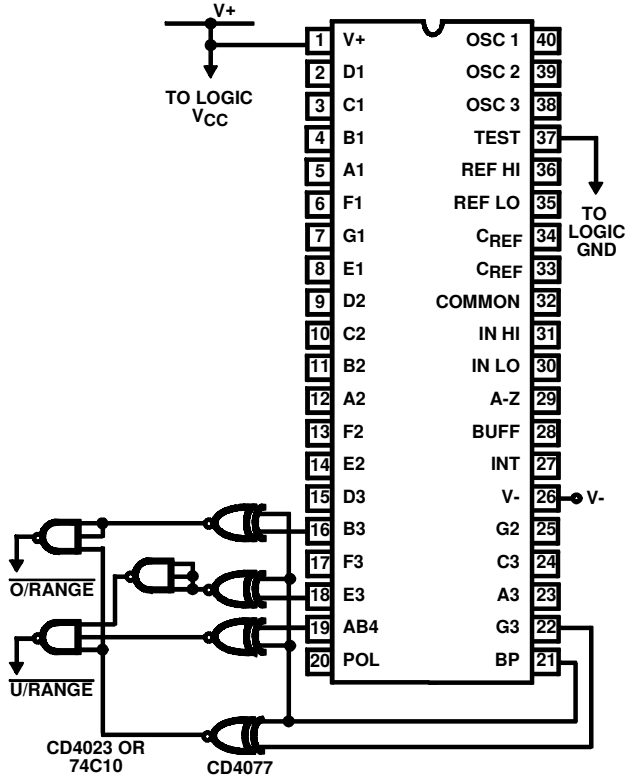 V+
TO LOGIC
VCC
1 V+ OSC 1 40
2 D1 OSC 2 39
3 C1 OSC 3 38
4 B1 TEST 37
5 A1 REF HI 36
6 F1 REF LO 35
7 G1 CREF 34
8 E1 CREF 33
9 D2 COMMON 32
10 C2 IN HI 31
11 B2 IN LO 30
12 A2 A-Z 29
13 F2 BUFF 28
14 E2 INT 27
15 D3 V- 26 V-
16 B3 G2 25
17 F3 C3 24
18 E3 A3 23
19 AB4 G3 22
20 POL BP 21
TO
LOGIC
GND
O/RANGE
U/RANGE
CD4023 OR
74C10
CD4077